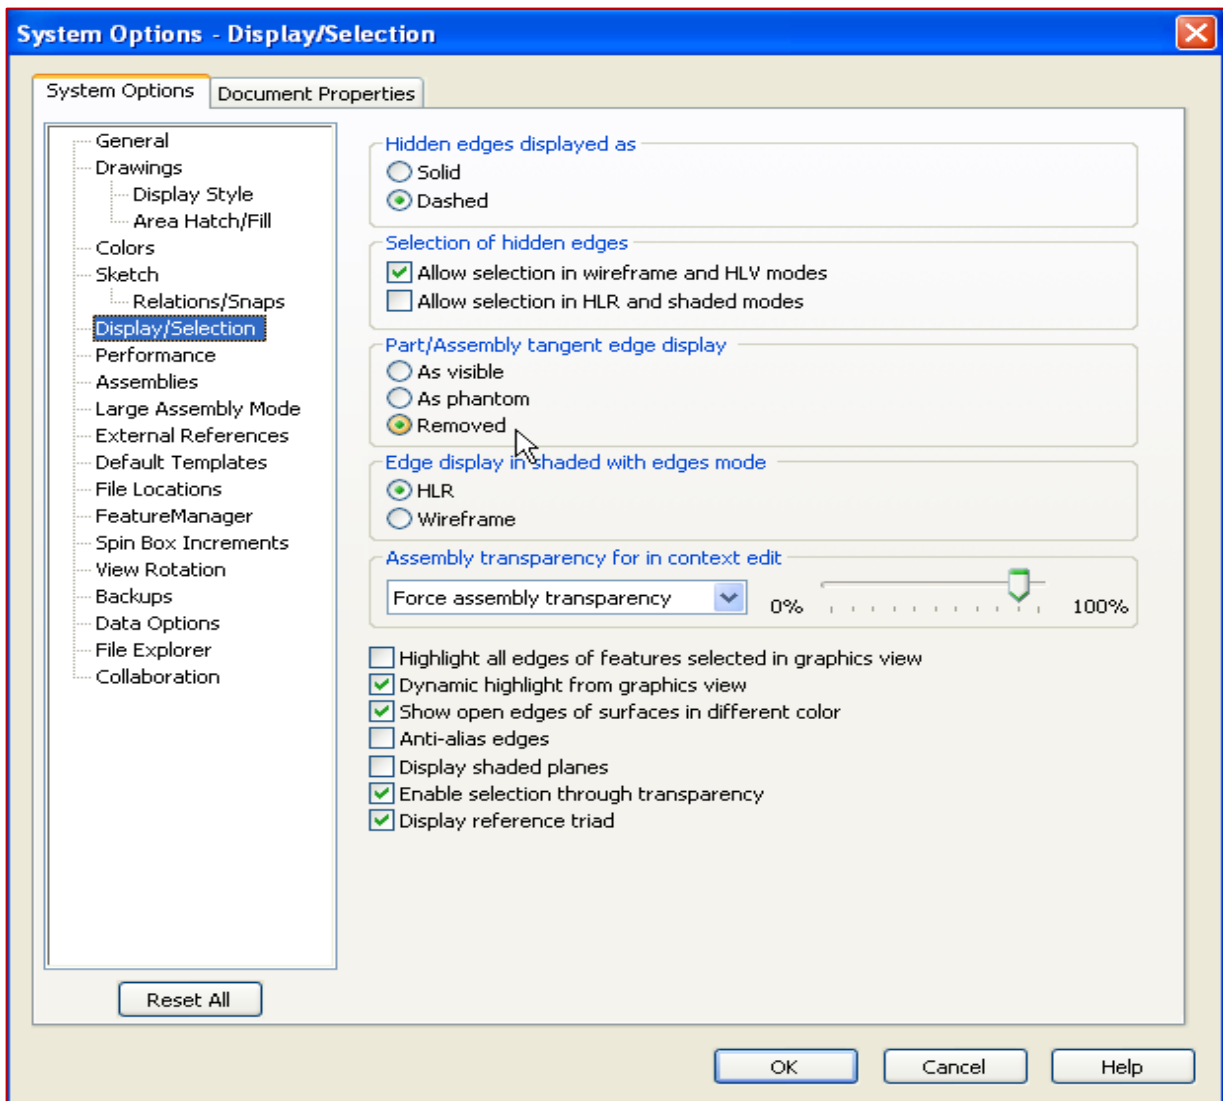 System Options - Display/Selection
System Options
Document Properties
General
Drawings
Display Style
Area Hatch/Fill
Colors
Sketch
Relations/Snaps
Display/Selection
Performance
Assemblies
Large Assembly Mode
External References
Default Templates
File Locations
FeatureManager
Spin Box Increments
View Rotation
Backups
Data Options
File Explorer
Collaboration
Reset All
Hidden edges displayed as
Solid
Dashed
Selection of hidden edges
Allow selection in wireframe and HLV modes
Allow selection in HLR and shaded modes
Part/Assembly tangent edge display
As visible
As phantom
Removed
Edge display in shaded with edges mode
HLR
Wireframe
Assembly transparency for in context edit
Force assembly transparency 0% 100%
Highlight all edges of features selected in graphics view
Dynamic highlight from graphics view
Show open edges of surfaces in different color
Anti-alias edges
Display shaded planes
Enable selection through transparency
Display reference triad
OK Cancel Help